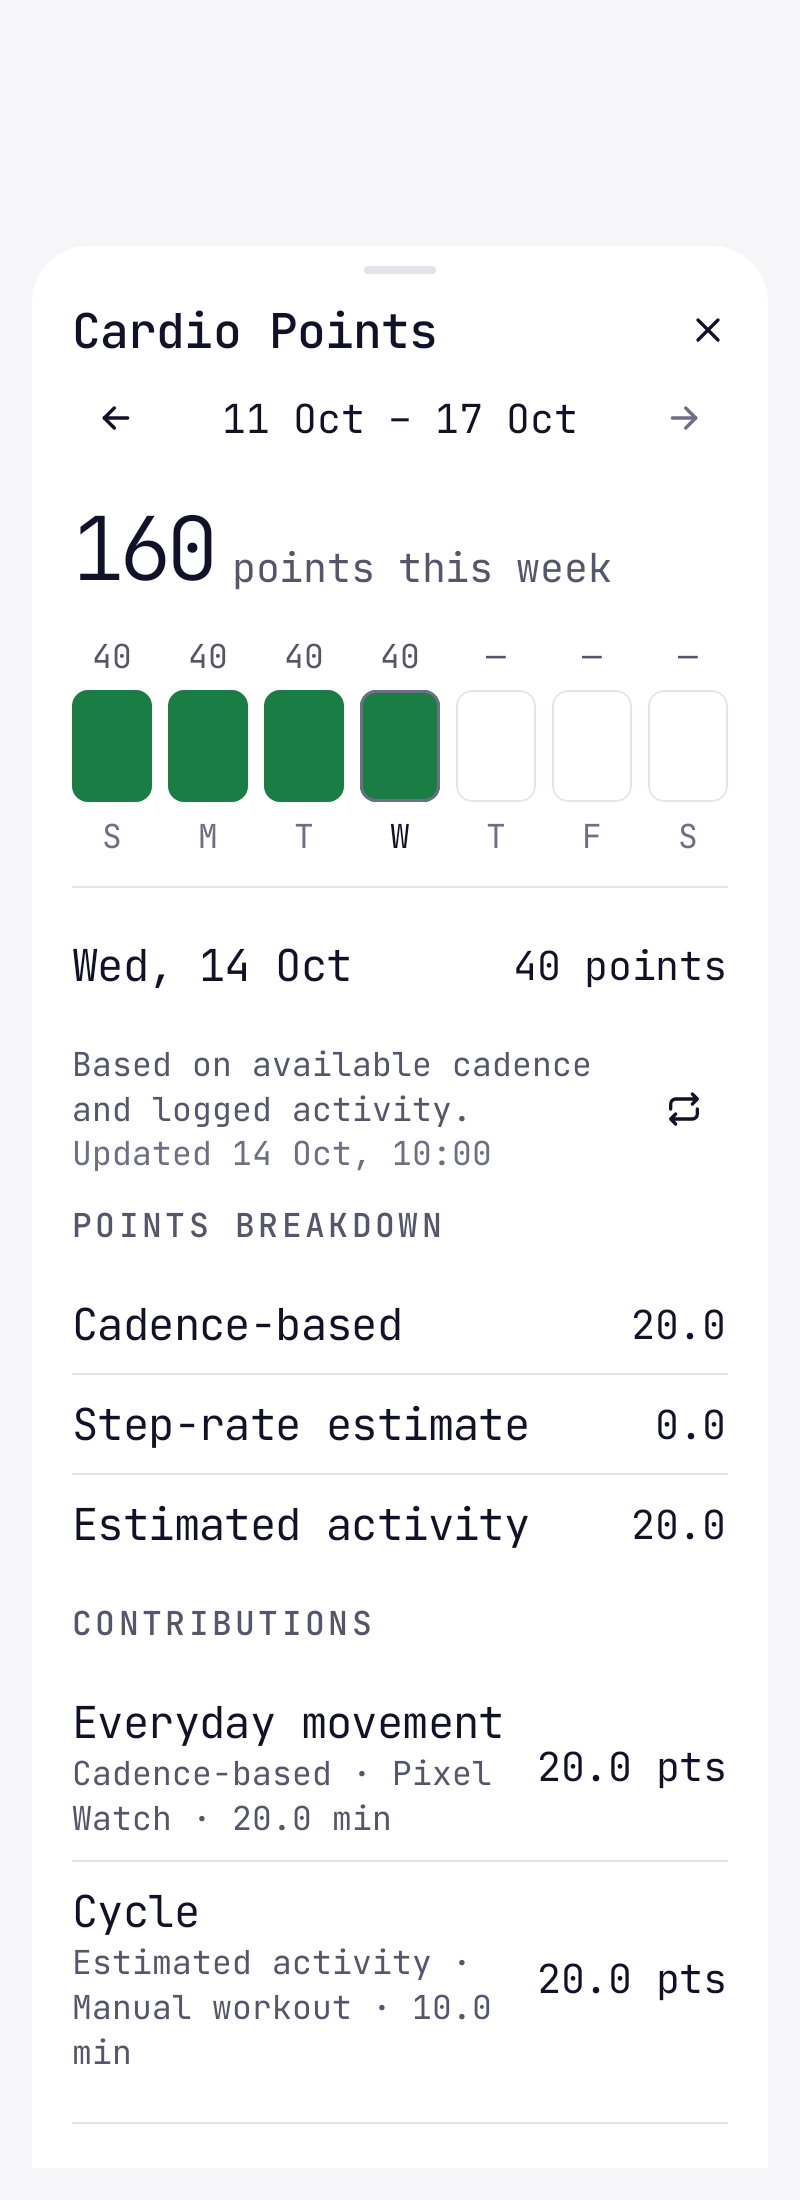 Cardio Points
11 Oct – 17 Oct
160 points this week
40 40 40 40 — — —
S M T W T F S
Wed, 14 Oct 40 points
Based on available cadence
and logged activity.
Updated 14 Oct, 10:00
POINTS BREAKDOWN
Cadence-based 20.0
Step-rate estimate 0.0
Estimated activity 20.0
CONTRIBUTIONS
Everyday movement
Cadence-based · Pixel
Watch · 20.0 min
20.0 pts
Cycle
Estimated activity ·
Manual workout · 10.0
min
20.0 pts